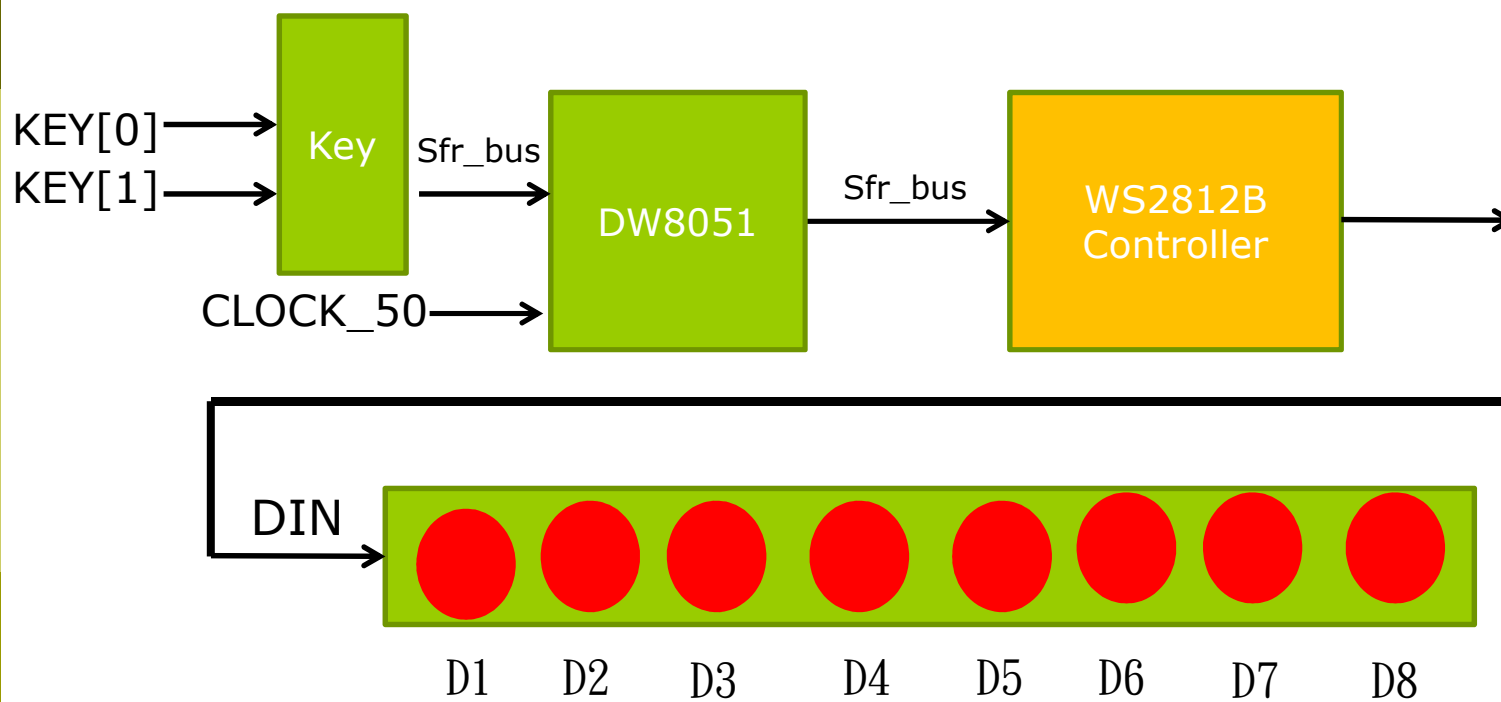 KEY[0]
KEY[1]
Key
Sfr_bus
CLOCK_50
DW8051
Sfr_bus
WS2812B
Controller
DIN
D1 D2 D3 D4 D5 D6 D7 D8